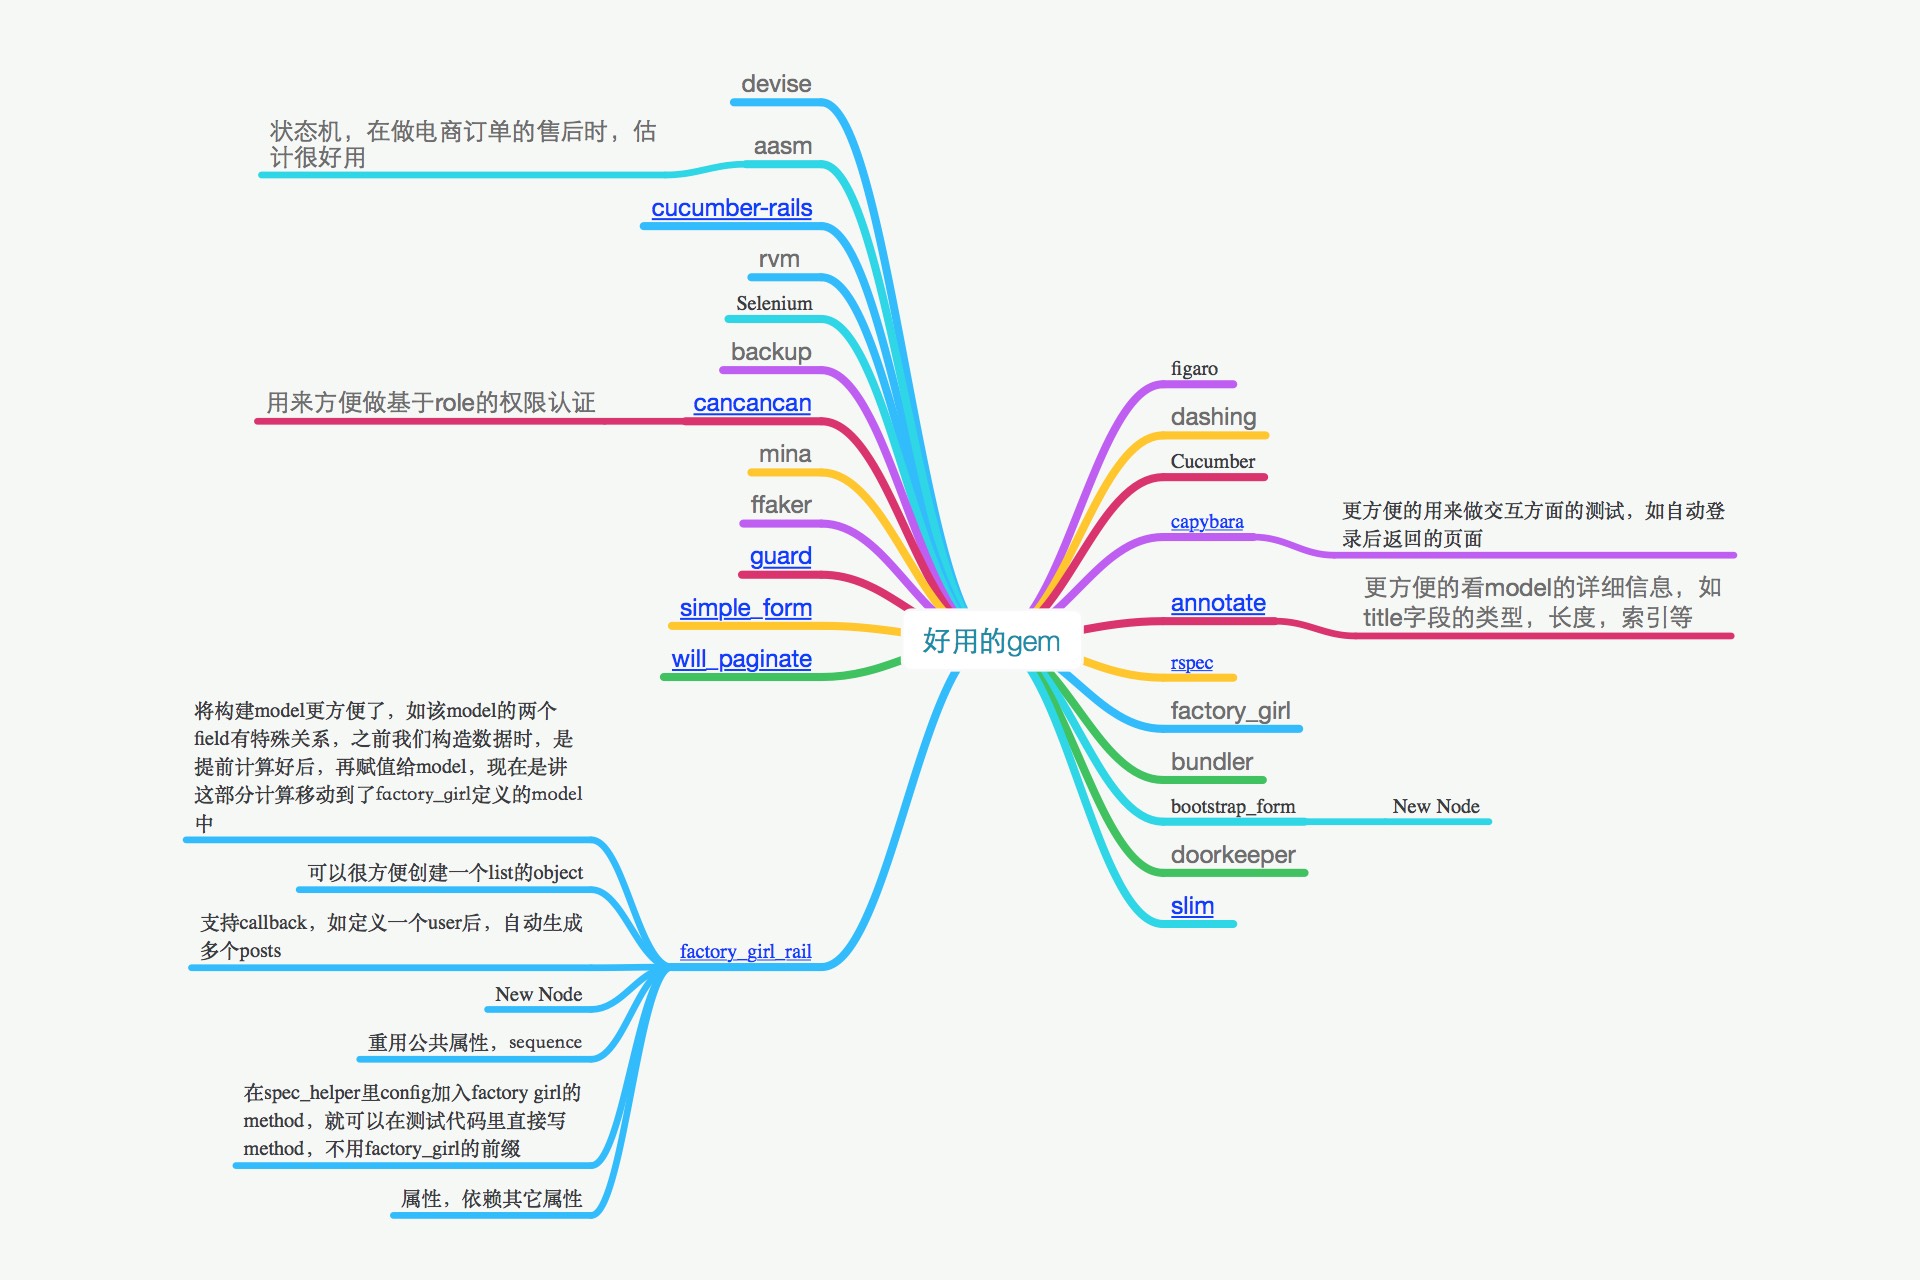 devise
状态机，在做电商订单的售后时，估
计很好用
aasm
cucumber-rails
rvm
Selenium
backup
用来方便做基于role的权限认证
cancancan
mina
ffaker
guard
simple_form
will_paginate
将构建model更方便了，如该model的两个
field有特殊关系，之前我们构造数据时，是
提前计算好后，再赋值给model，现在是讲
这部分计算移动到了factory_girl定义的model
中
可以很方便创建一个list的object
支持callback，如定义一个user后，自动生成
多个posts
New Node
重用公共属性，sequence
在spec_helper里config加入factory girl的
method，就可以在测试代码里直接写
method，不用factory_girl的前缀
属性，依赖其它属性
factory_girl_rail
好用的gem
figaro
dashing
Cucumber
capybara
更方便的用来做交互方面的测试，如自动登
录后返回的页面
annotate
更方便的看model的详细信息，如
title字段的类型，长度，索引等
rspec
factory_girl
bundler
bootstrap_form
New Node
doorkeeper
slim